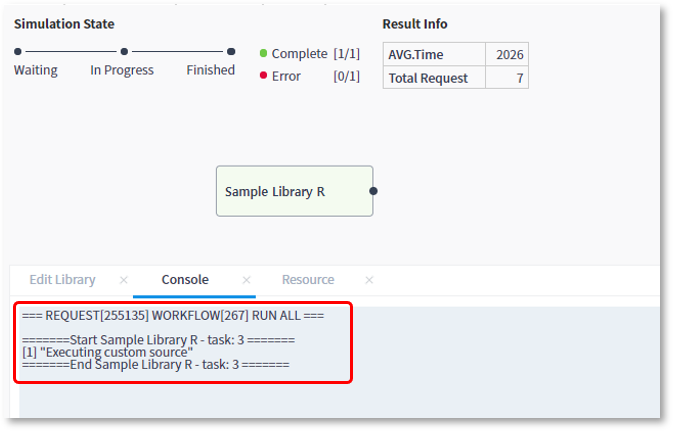 Simulation State
Waiting
In Progress
Finished
Complete [1/1]
Error [0/1]
Result Info
AVG.Time 2026
Total Request 7
Sample Library R
Edit Library × Console × Resource ×
=== REQUEST[255135] WORKFLOW[267] RUN ALL ===
=======Start Sample Library R - task: 3 =======
[1] "Executing custom source"
=======End Sample Library R - task: 3 =======